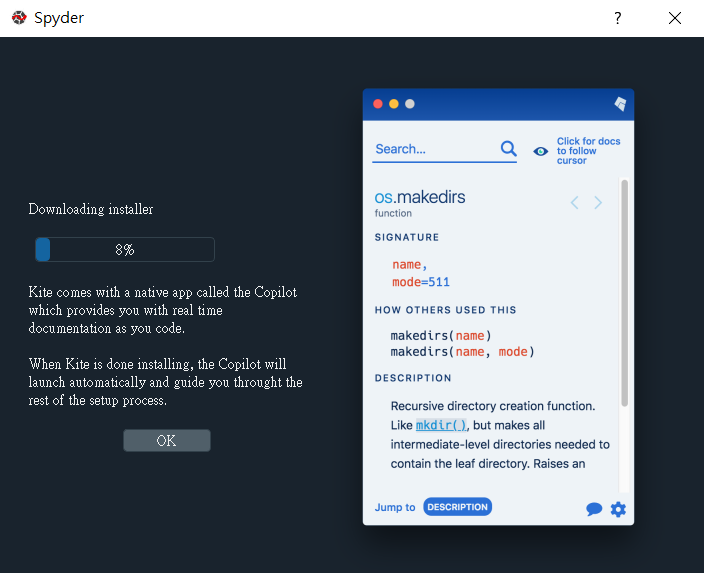 Spyder
?
Downloading installer
8%
Kite comes with a native app called the Copilot
which provides you with real time
documentation as you code.
When Kite is done installing, the Copilot will
launch automatically and guide you throught the
rest of the setup process.
OK
Search...
Click for docs
to follow
cursor
os.makedirs
function
SIGNATURE
name,
mode=511
HOW OTHERS USED THIS
makedirs(name)
makedirs(name, mode)
DESCRIPTION
Recursive directory creation function.
Like mkdir(), but makes all
intermediate-level directories needed to
contain the leaf directory. Raises an
Jump to DESCRIPTION